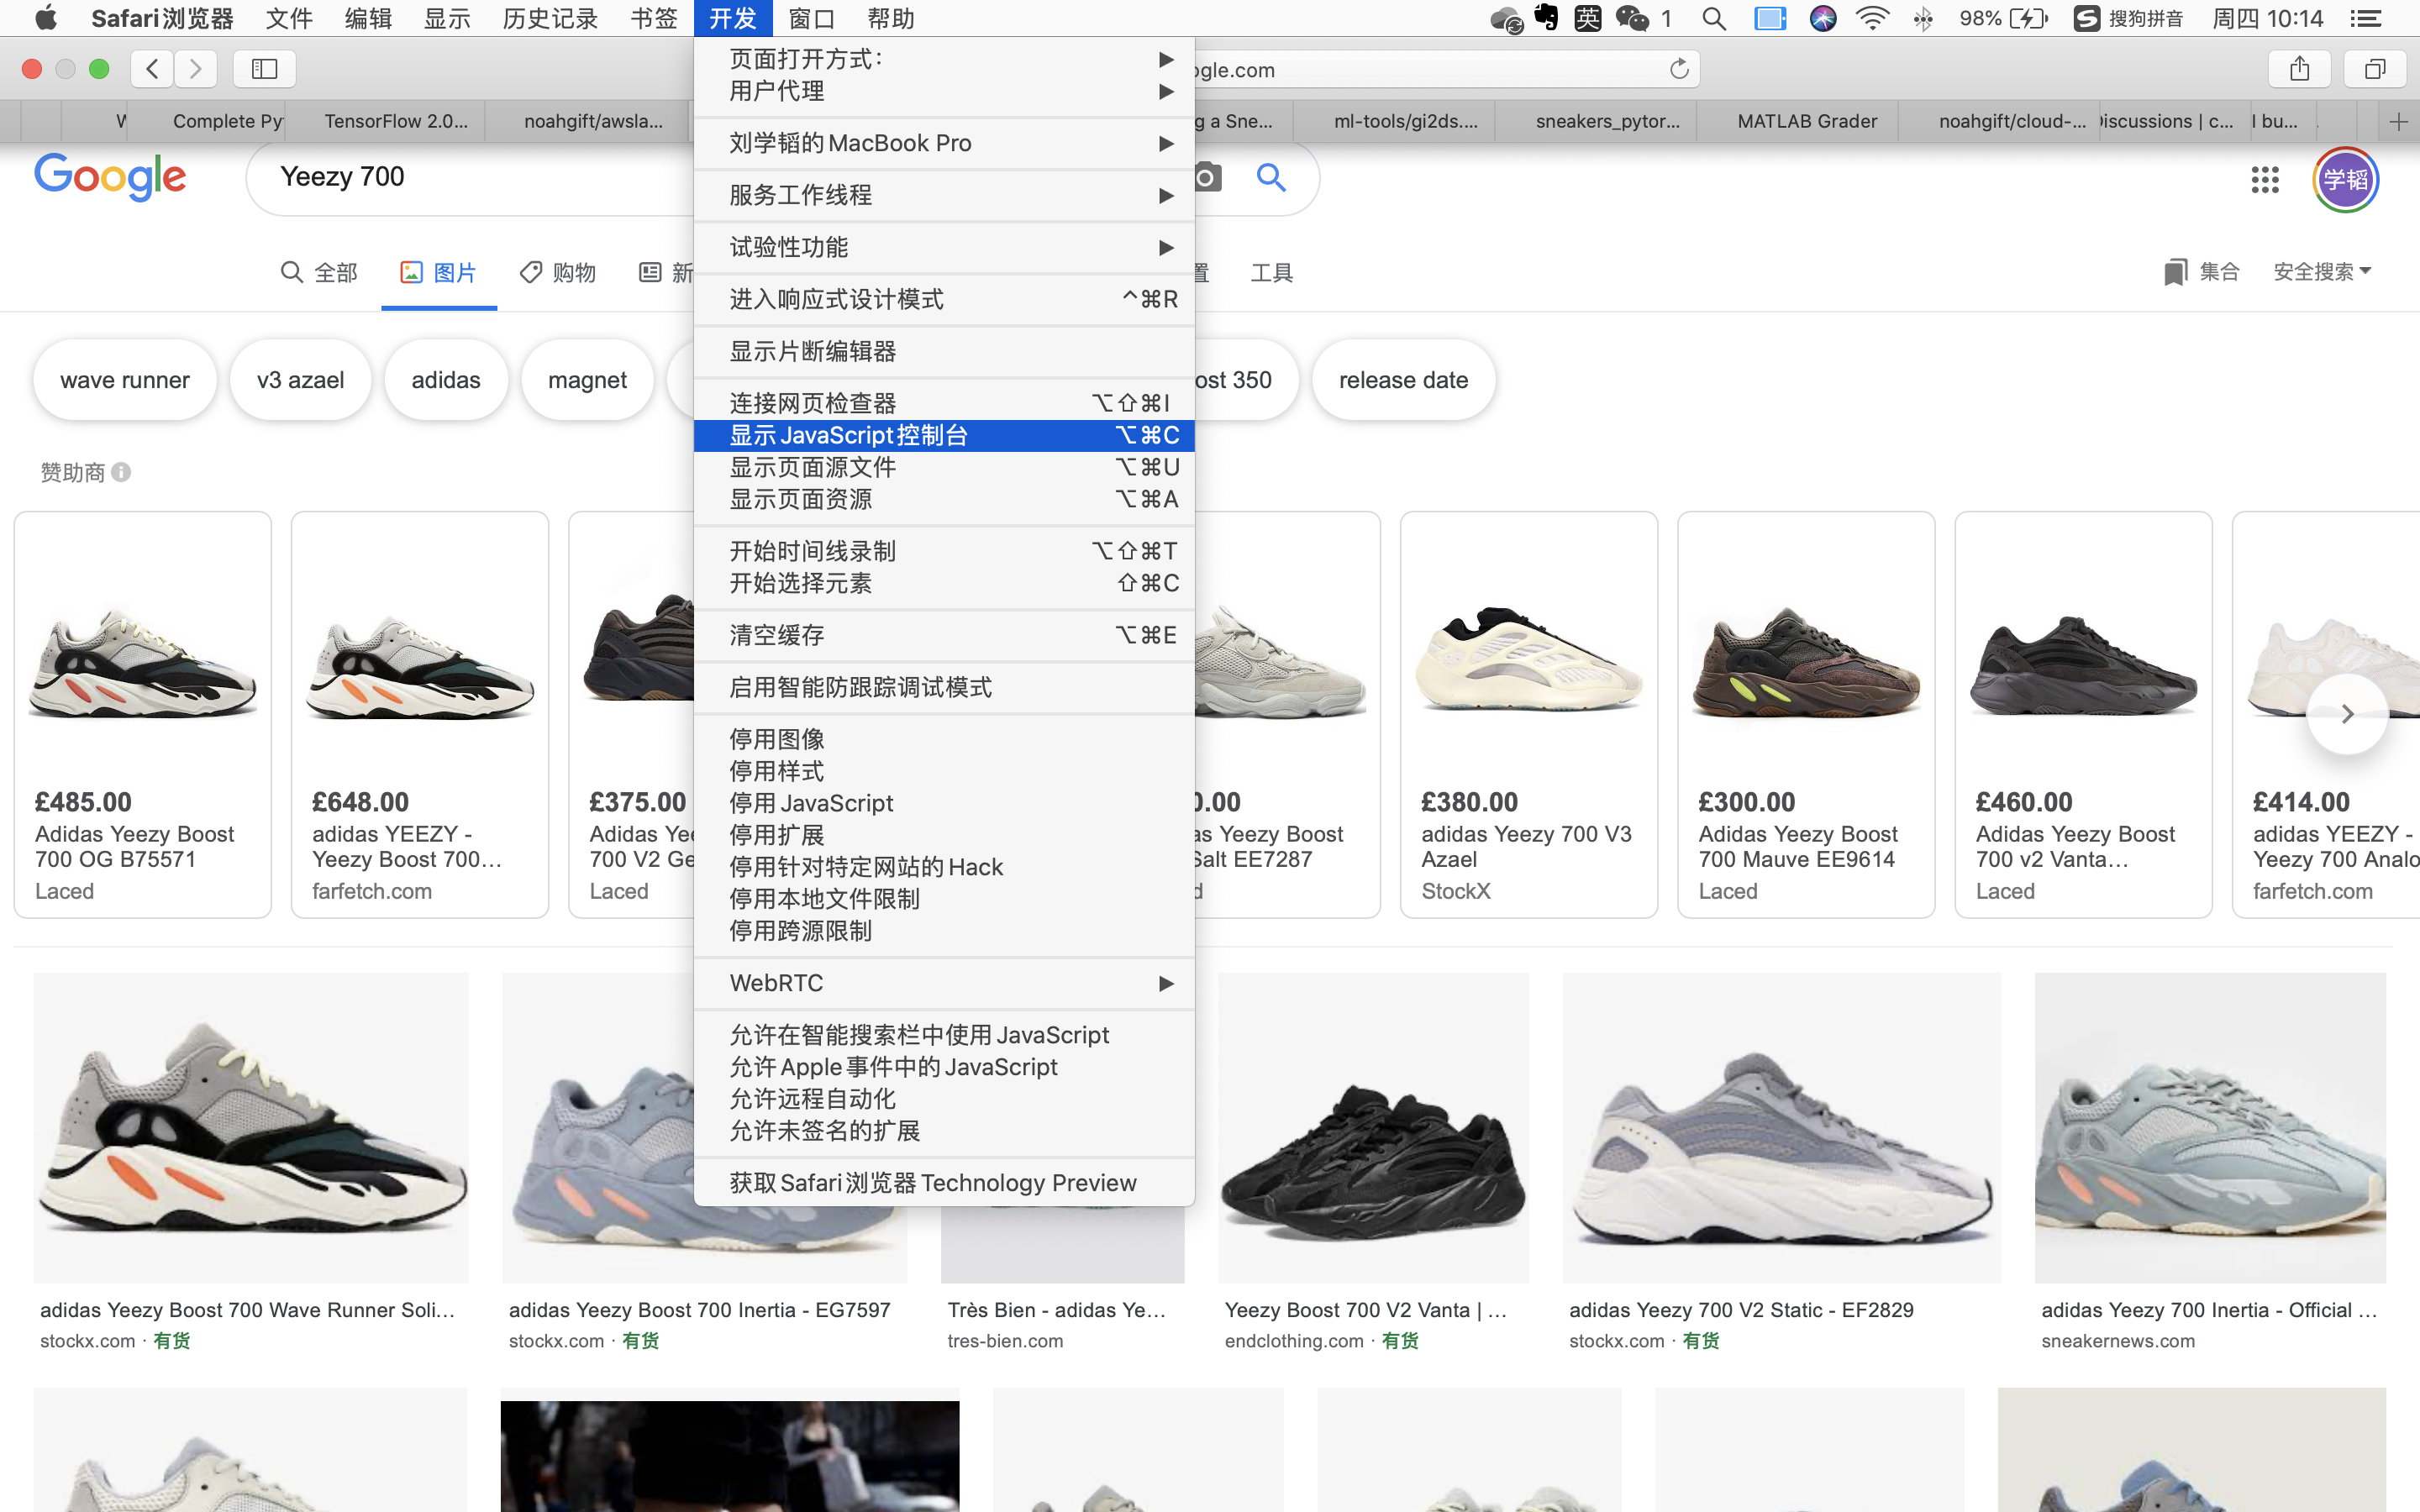 Safari浏览器 文件 编辑 显示 历史记录 书签 开发 窗口 帮助 英 1 98% 搜狗拼音 周四 10:14
gle.com
Complete Py TensorFlow 2.0... noahgift/awsla... g a Sne... ml-tools/gi2ds.... sneakers_pytor... MATLAB Grader noahgift/cloud-... iscussions | c... I bu...
Google Yeezy 700 学韬
全部 图片 购物 新 置 工具 集合 安全搜索
wave runner v3 azael adidas magnet ost 350 release date
页面打开方式：
用户代理
刘学韬的MacBook Pro
服务工作线程
试验性功能
进入响应式设计模式 ^⌘R
显示片断编辑器
连接网页检查器 ⌥⇧⌘I
显示JavaScript控制台 ⌥⌘C
显示页面源文件 ⌥⌘U
显示页面资源 ⌥⌘A
开始时间线录制 ⌥⇧⌘T
开始选择元素 ⇧⌘C
清空缓存 ⌥⌘E
启用智能防跟踪调试模式
停用图像
停用样式
停用JavaScript
停用扩展
停用针对特定网站的Hack
停用本地文件限制
停用跨源限制
WebRTC
允许在智能搜索栏中使用JavaScript
允许Apple事件中的JavaScript
允许远程自动化
允许未签名的扩展
获取Safari浏览器Technology Preview
赞助商
£485.00
Adidas Yeezy Boost
700 OG B75571
Laced
£648.00
adidas YEEZY -
Yeezy Boost 700...
farfetch.com
£375.00
Adidas Yee
700 V2 Ge
Laced
0.00
as Yeezy Boost
Salt EE7287
d
£380.00
adidas Yeezy 700 V3
Azael
StockX
£300.00
Adidas Yeezy Boost
700 Mauve EE9614
Laced
£460.00
Adidas Yeezy Boost
700 v2 Vanta...
Laced
£414.00
adidas YEEZY -
Yeezy 700 Analo
farfetch.com
adidas Yeezy Boost 700 Wave Runner Soli...
stockx.com · 有货
adidas Yeezy Boost 700 Inertia - EG7597
stockx.com · 有货
Très Bien - adidas Ye...
tres-bien.com
Yeezy Boost 700 V2 Vanta | ...
endclothing.com · 有货
adidas Yeezy 700 V2 Static - EF2829
stockx.com · 有货
adidas Yeezy 700 Inertia - Official ...
sneakernews.com